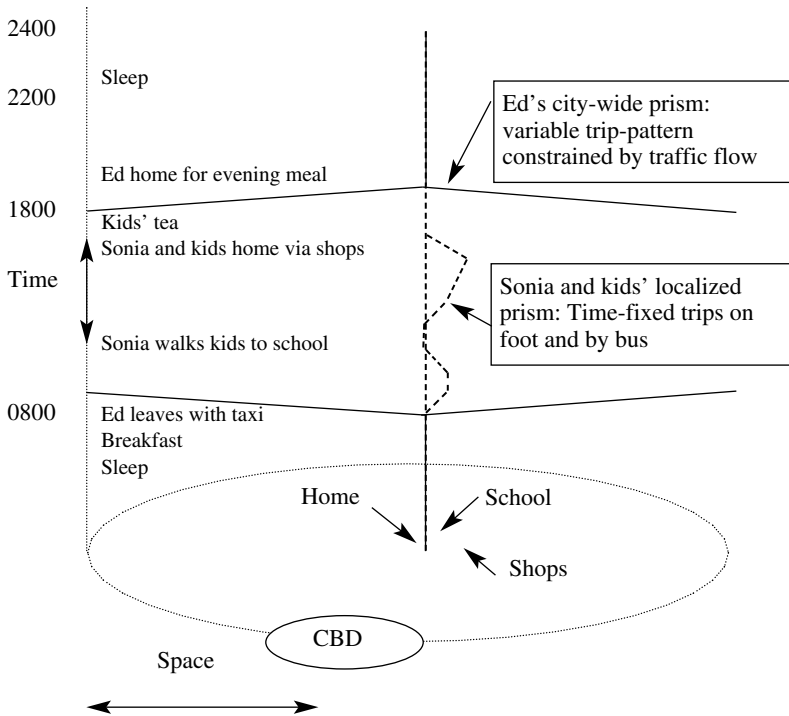 2400
Sleep
2200
Ed's city-wide prism:
variable trip-pattern
constrained by traffic flow
Ed home for evening meal
1800
Kids' tea
Sonia and kids home via shops
Time
Sonia and kids' localized
prism: Time-fixed trips on
foot and by bus
Sonia walks kids to school
0800
Ed leaves with taxi
Breakfast
Sleep
Home
School
Shops
CBD
Space